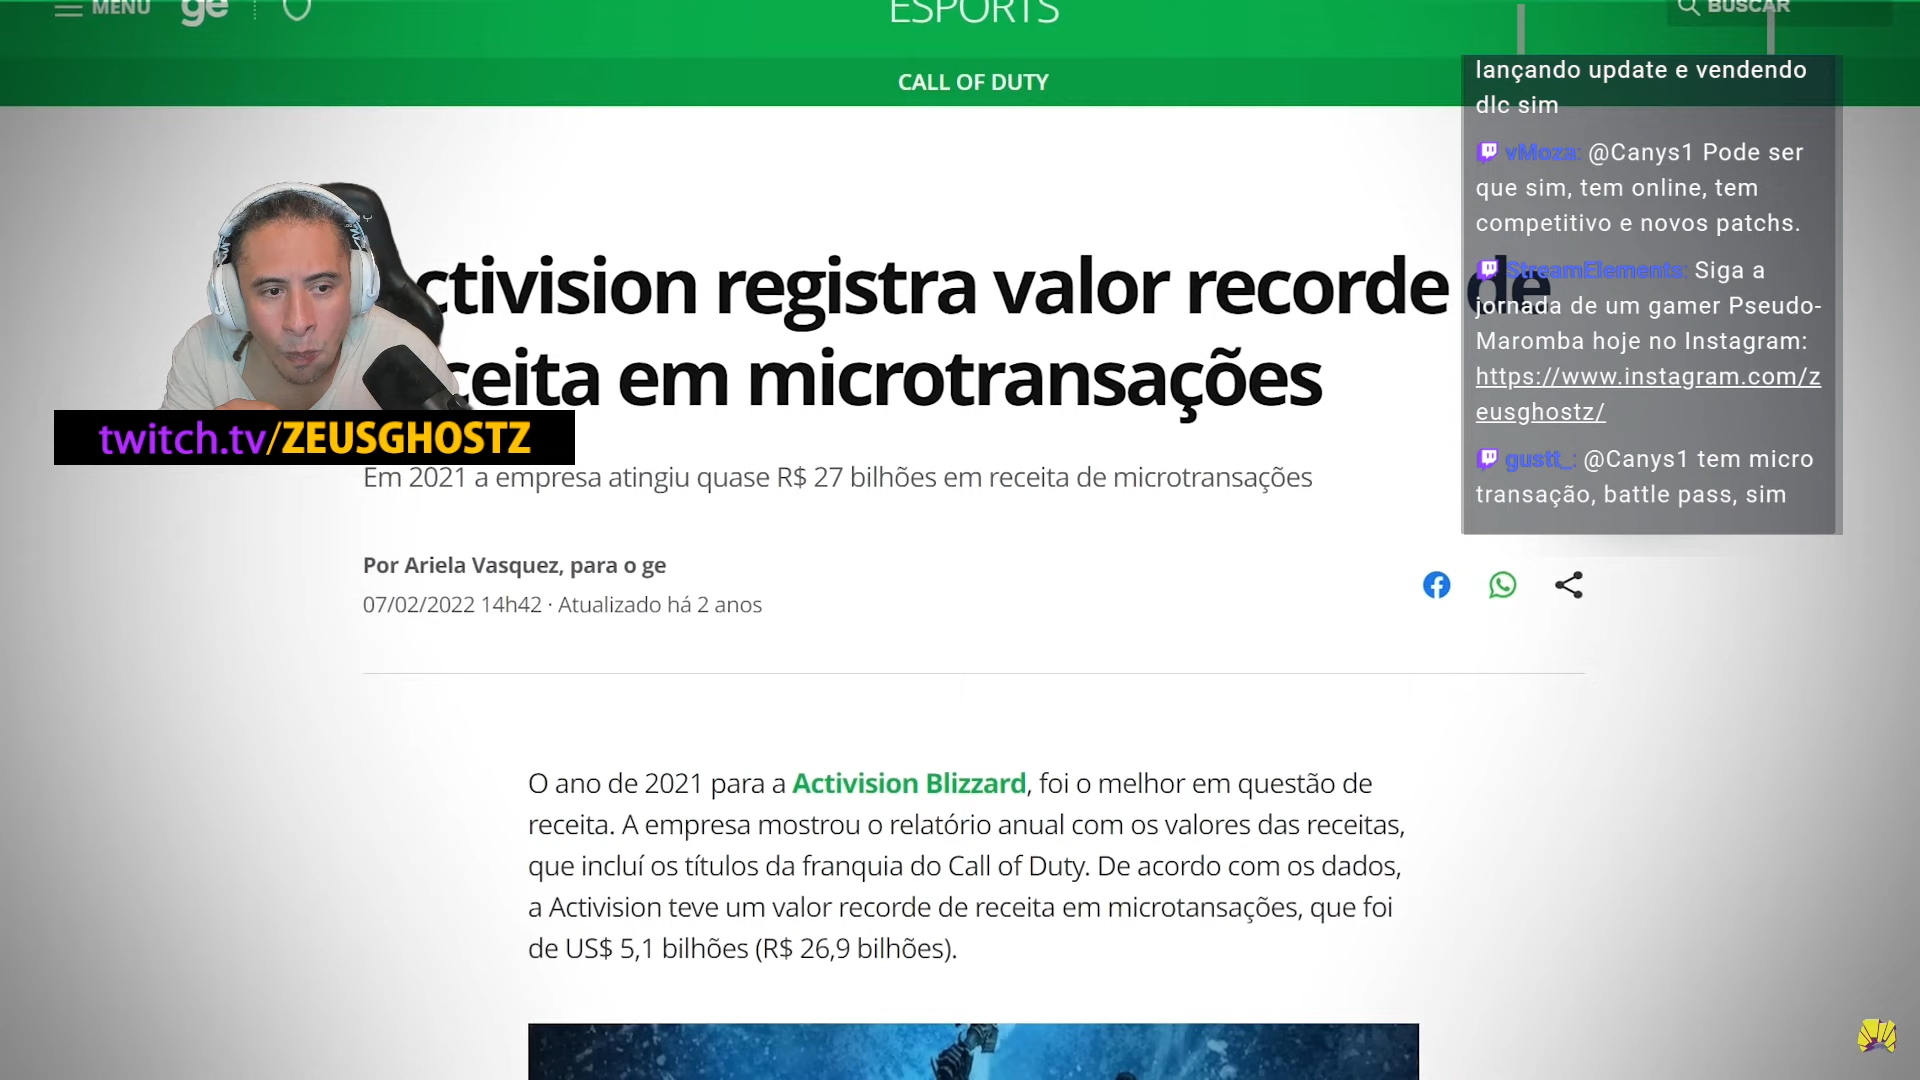 MENU
ge
ESPORTS
BUSCAR
CALL OF DUTY
lançando update e vendendo
dlc sim
vMoza: @Canys1 Pode ser
que sim, tem online, tem
competitivo e novos patchs.
StreamElements: Siga a
jornada de um gamer Pseudo-
Maromba hoje no Instagram:
https://www.instagram.com/z
eusghostz/
gustt_: @Canys1 tem micro
transação, battle pass, sim
ctivision registra valor recorde de
ceita em microtransações
twitch.tv/ZEUSGHOSTZ
Em 2021 a empresa atingiu quase R$ 27 bilhões em receita de microtransações
Por Ariela Vasquez, para o ge
07/02/2022 14h42 · Atualizado há 2 anos
O ano de 2021 para a Activision Blizzard, foi o melhor em questão de
receita. A empresa mostrou o relatório anual com os valores das receitas,
que incluí os títulos da franquia do Call of Duty. De acordo com os dados,
a Activision teve um valor recorde de receita em microtansações, que foi
de US$ 5,1 bilhões (R$ 26,9 bilhões).